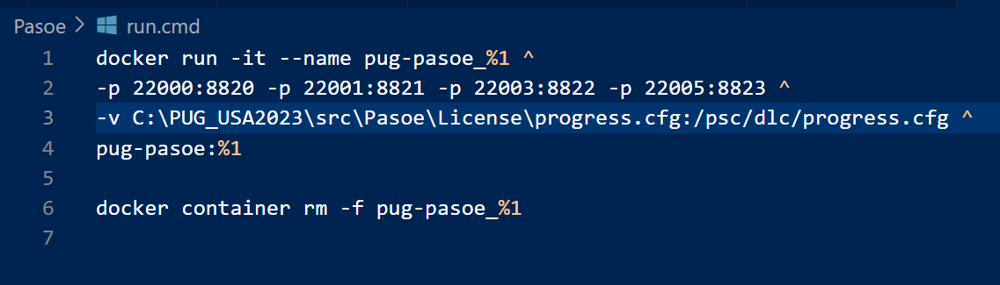 Pasoe > run.cmd
1 docker run -it --name pug-pasoe_%1 ^
2 -p 22000:8820 -p 22001:8821 -p 22003:8822 -p 22005:8823 ^
3 -v C:\PUG_USA2023\src\Pasoe\License\progress.cfg:/psc/dlc/progress.cfg ^
4 pug-pasoe:%1
5
6 docker container rm -f pug-pasoe_%1
7